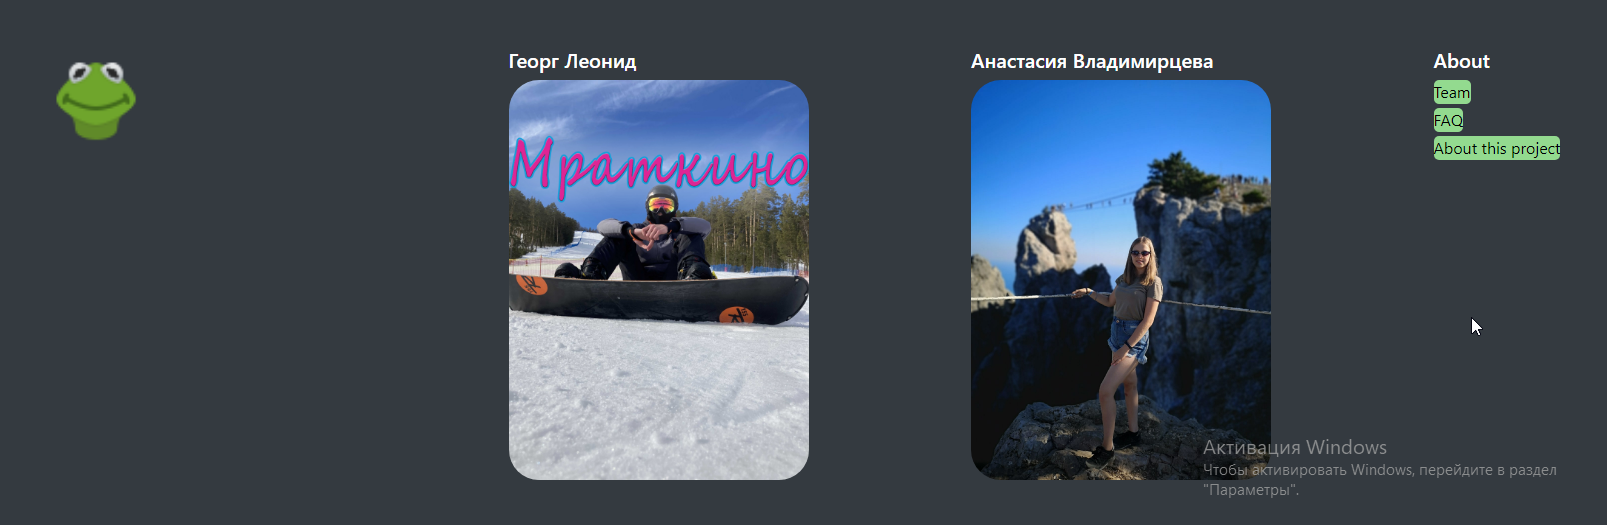 Георг Леонид
Мраткино
Анастасия Владимирцева
About
Team
FAQ
About this project
Активация Windows
Чтобы активировать Windows, перейдите в раздел
"Параметры".